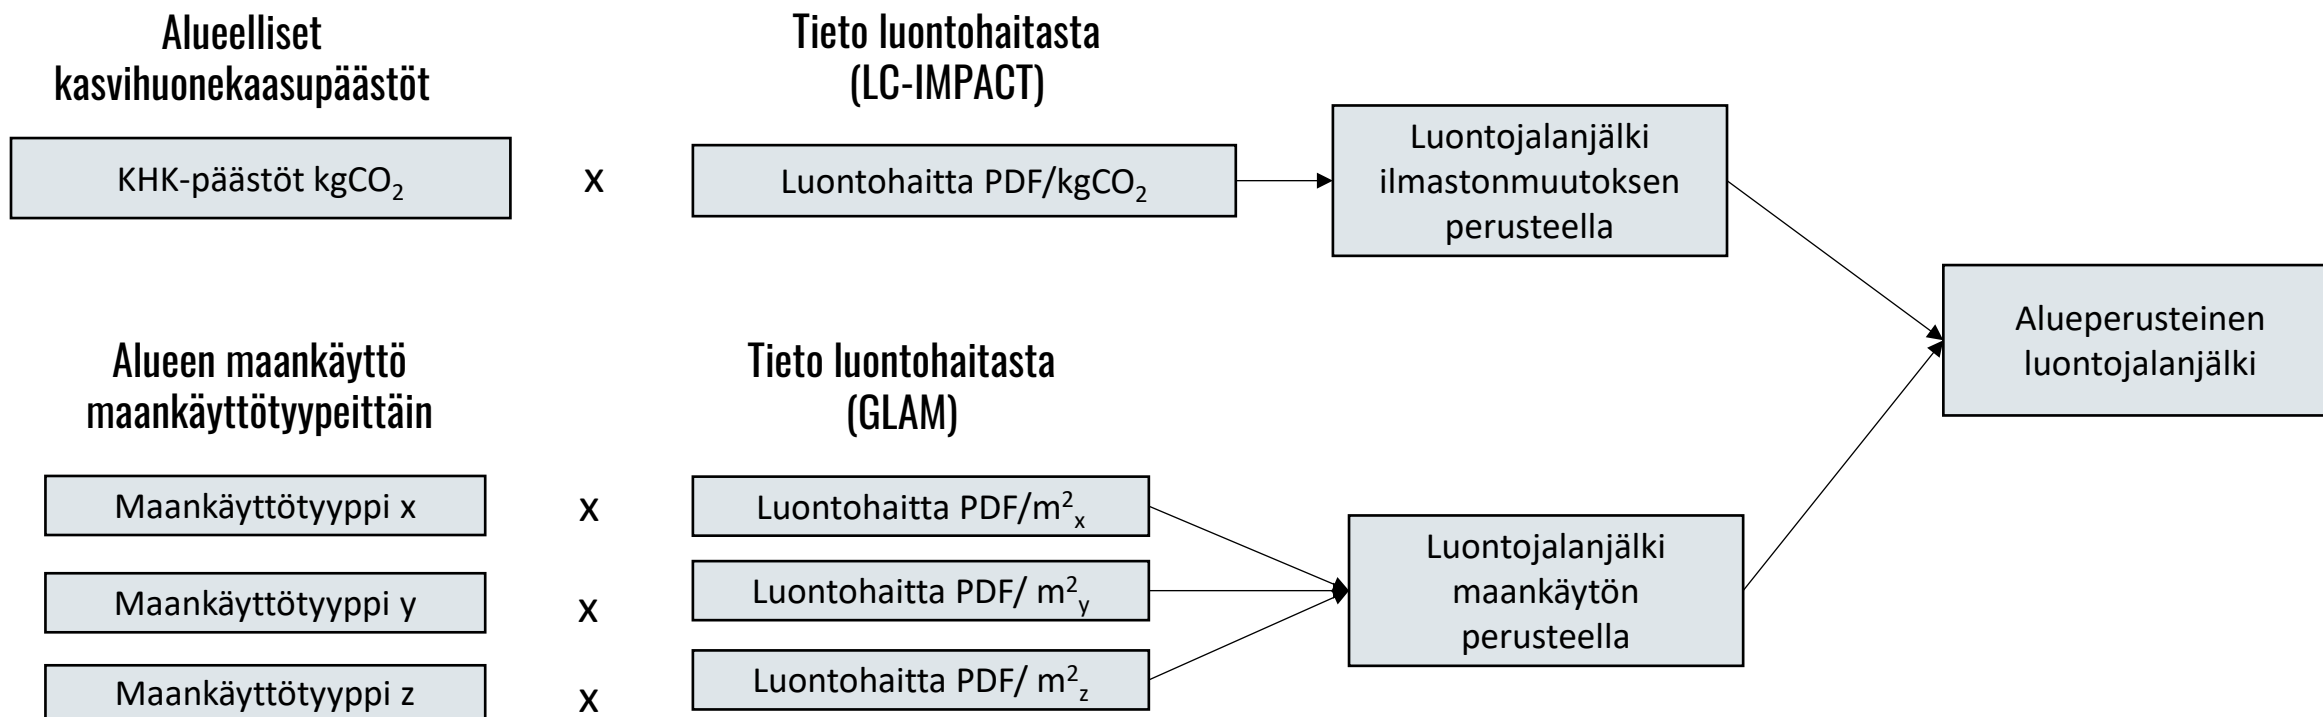 Alueelliset
kasvihuonekaasupäästöt
Tieto luontohaitasta
(LC-IMPACT)
KHK-päästöt kgCO₂
x
Luontohaitta PDF/kgCO₂
Luontojalanjälki
ilmastonmuutoksen
perusteella
Alueperusteinen
luontojalanjälki
Alueen maankäyttö
maankäyttötyypeittäin
Tieto luontohaitasta
(GLAM)
Maankäyttötyyppi x
x
Luontohaitta PDF/m²ₓ
Maankäyttötyyppi y
x
Luontohaitta PDF/ m²y
Maankäyttötyyppi z
x
Luontohaitta PDF/ m²z
Luontojalanjälki
maankäytön
perusteella